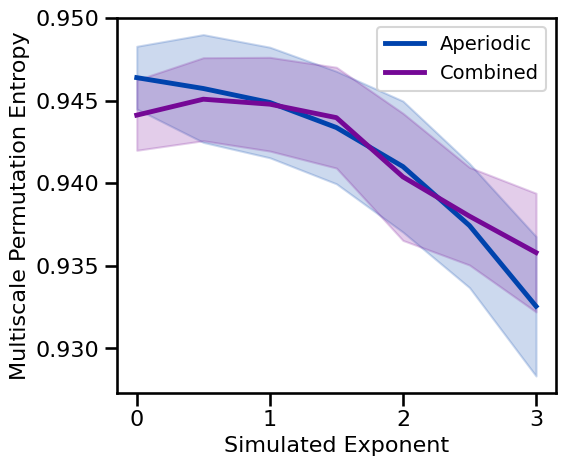 0.950
0.945
0.940
0.935
0.930
Multiscale Permutation Entropy
Aperiodic
Combined
0 1 2 3
Simulated Exponent